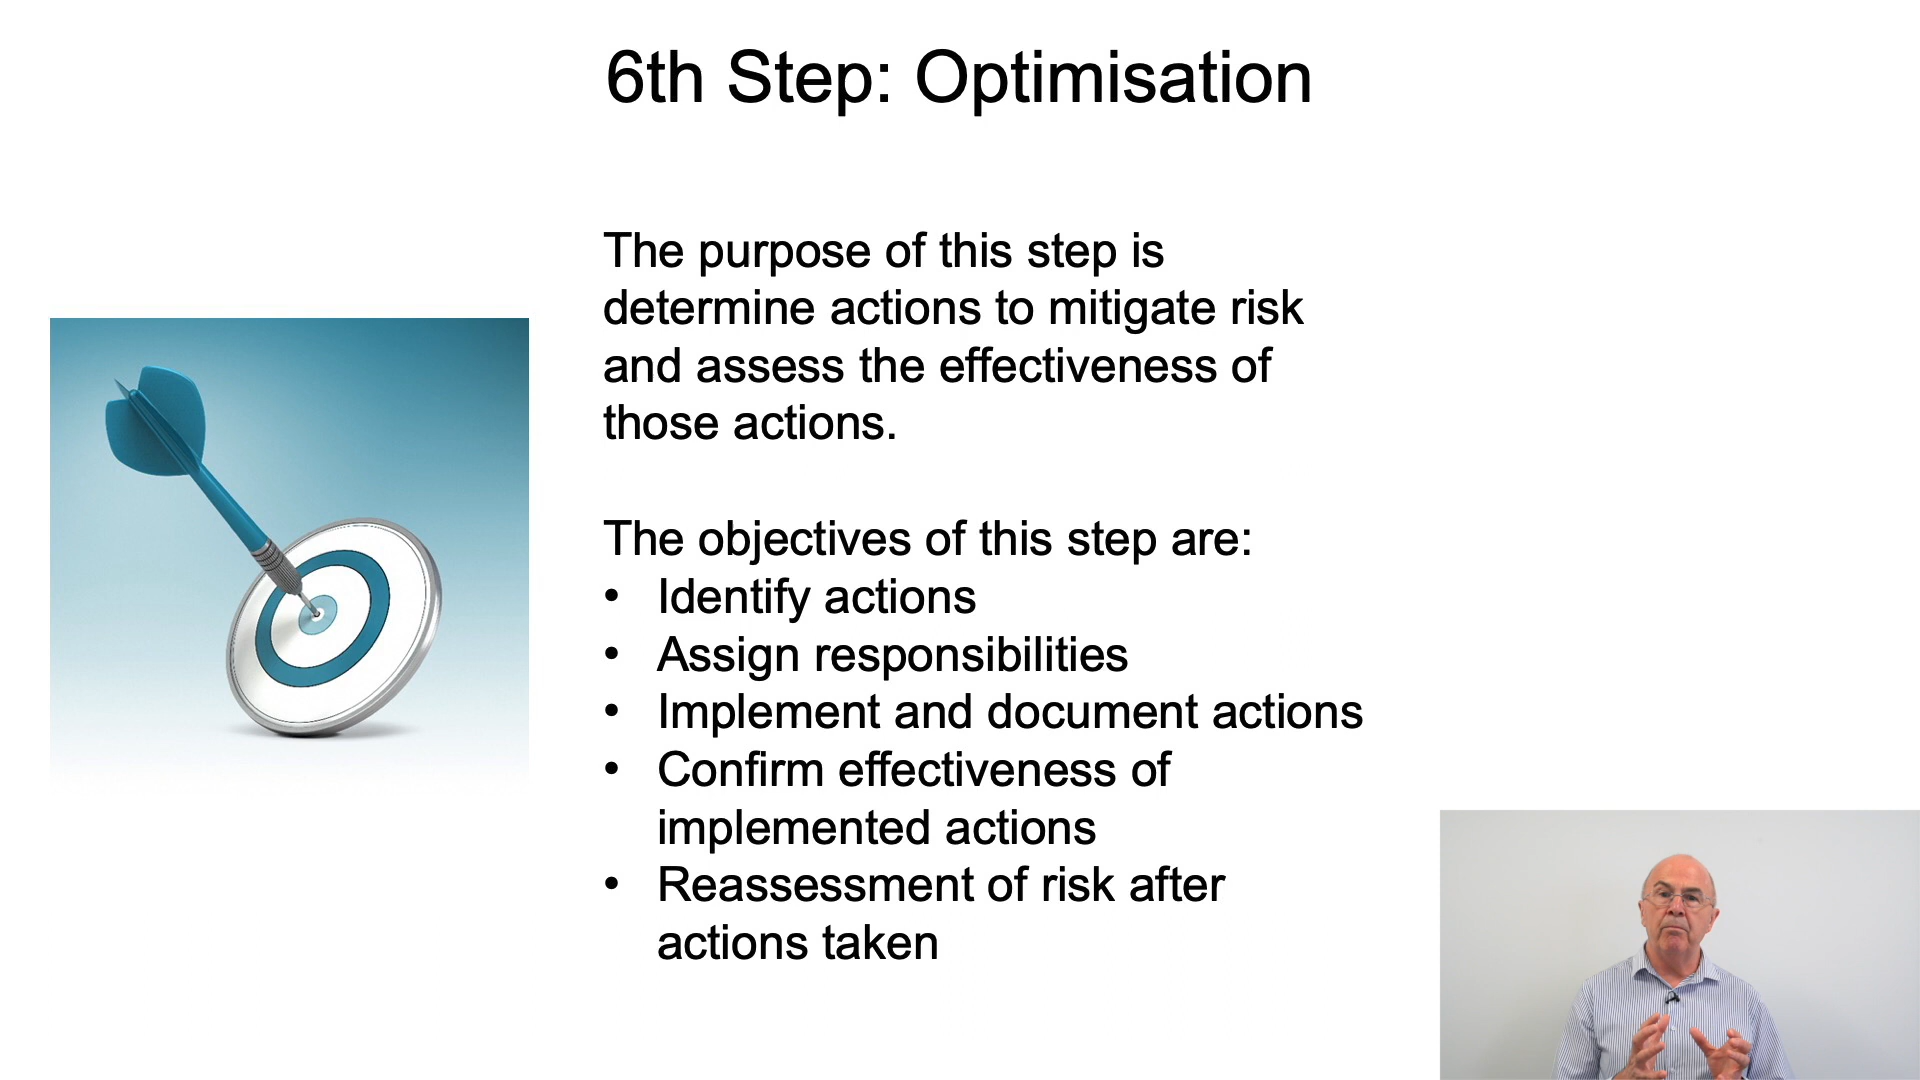 6th Step: Optimisation
The purpose of this step is
determine actions to mitigate risk
and assess the effectiveness of
those actions.
The objectives of this step are:
• Identify actions
• Assign responsibilities
• Implement and document actions
• Confirm effectiveness of
implemented actions
• Reassessment of risk after
actions taken